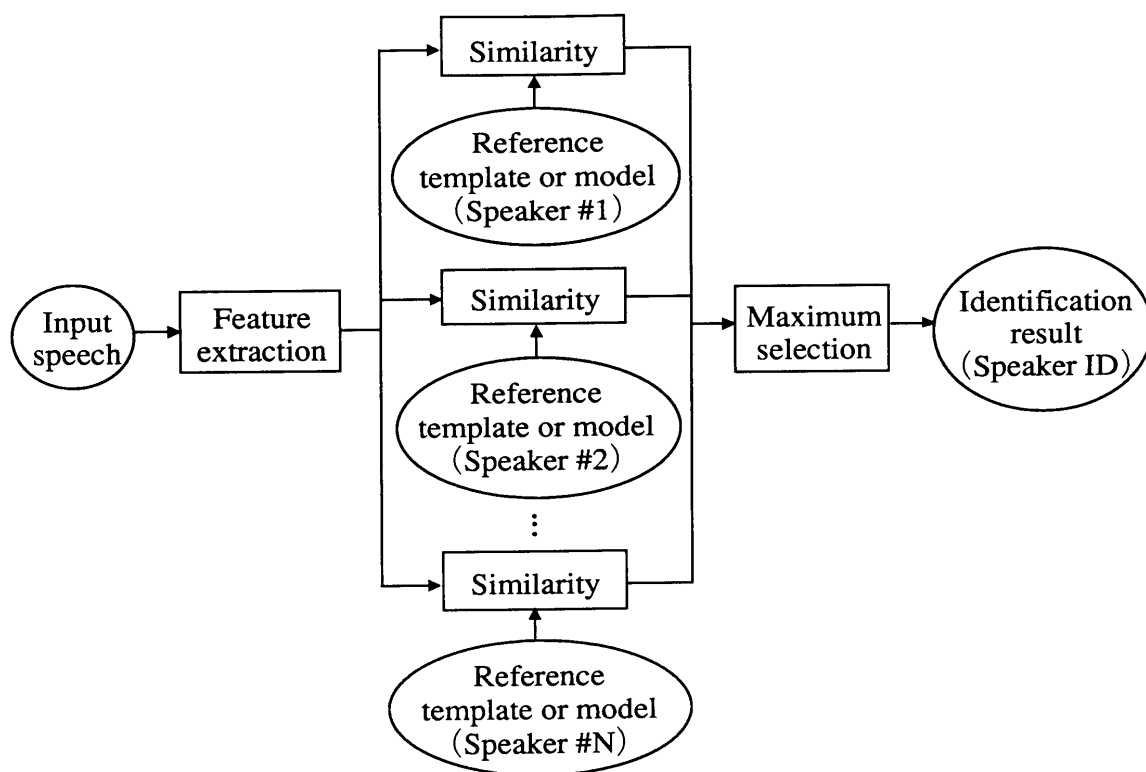 Similarity
Reference
template or model
(Speaker #1)
Input
speech
Feature
extraction
Similarity
Reference
template or model
(Speaker #2)
⋮
Similarity
Reference
template or model
(Speaker #N)
Maximum
selection
Identification
result
(Speaker ID)